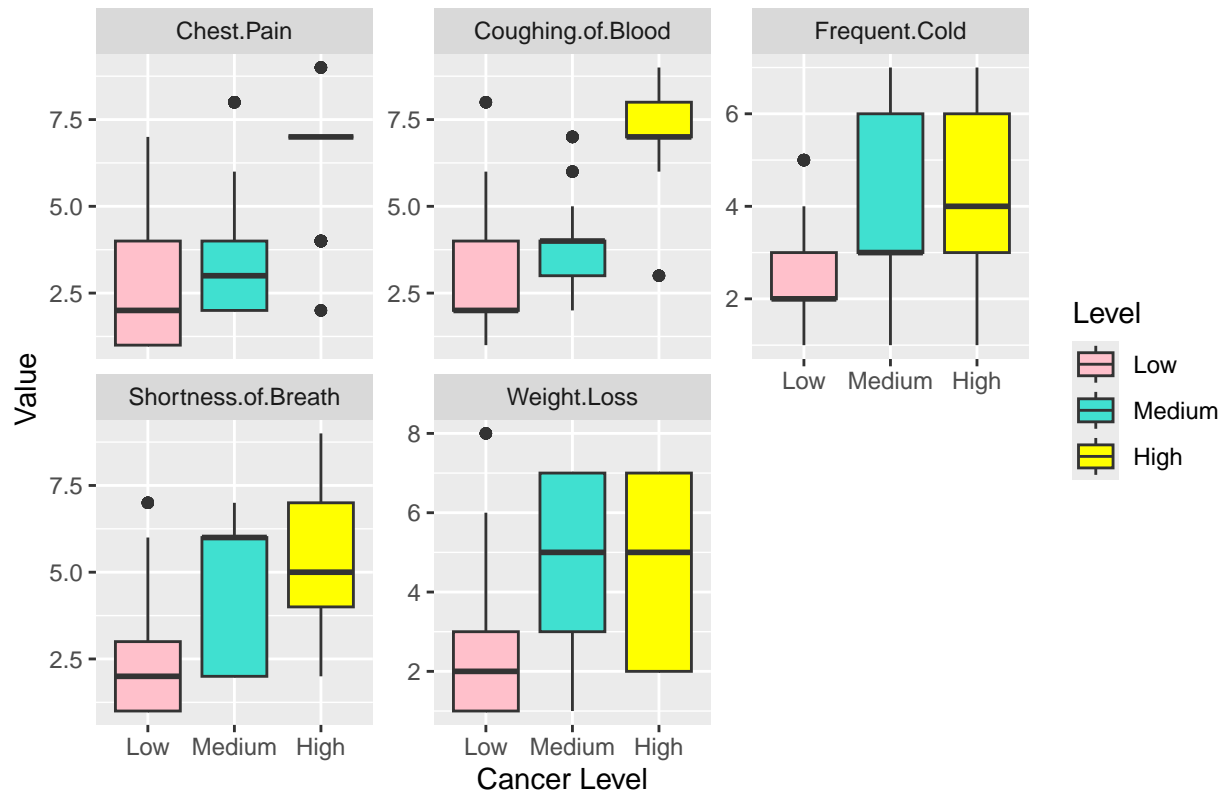 Chest.Pain
Coughing.of.Blood
Frequent.Cold
7.5
5.0
2.5
7.5
5.0
2.5
6
4
2
Low Medium High
Shortness.of.Breath
Weight.Loss
7.5
5.0
2.5
8
6
4
2
Low Medium High
Low Medium High
Value
Cancer Level
Level
Low
Medium
High